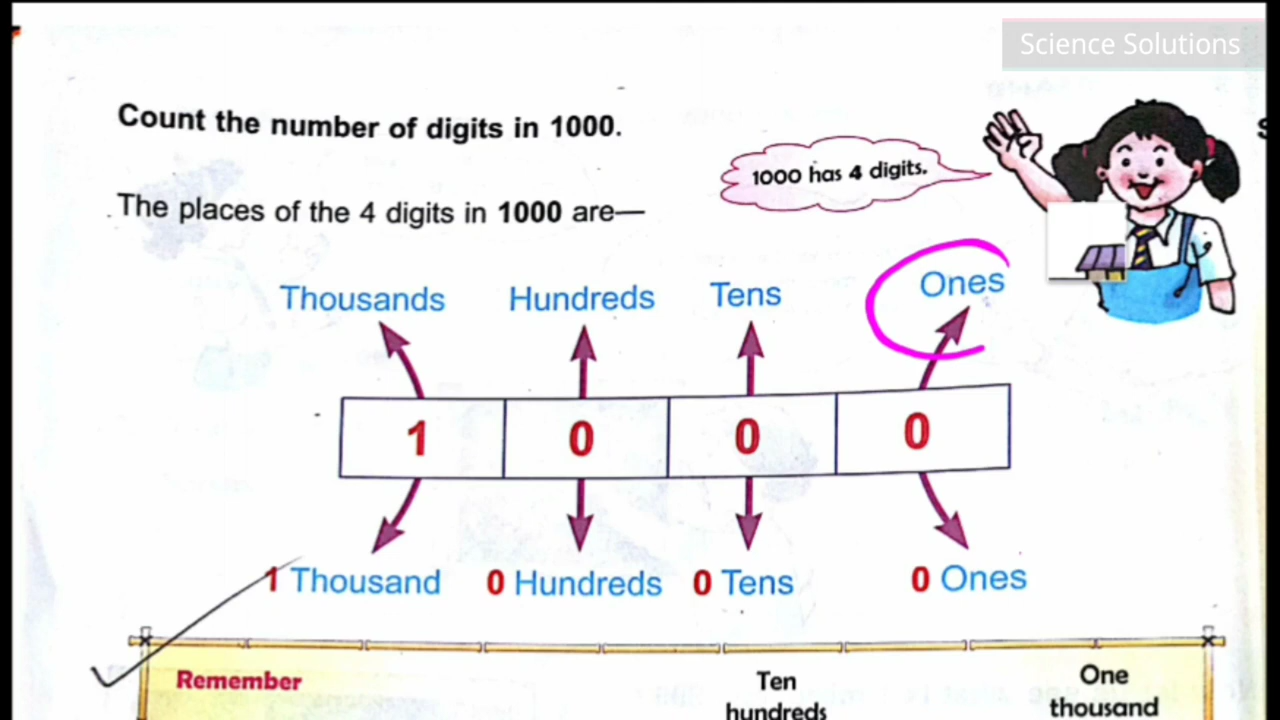 Science Solutions
Count the number of digits in 1000.
1000 has 4 digits.
The places of the 4 digits in 1000 are—
Thousands Hundreds Tens Ones
1 0 0 0
1 Thousand 0 Hundreds 0 Tens 0 Ones
Remember Ten One
hundreds thousand